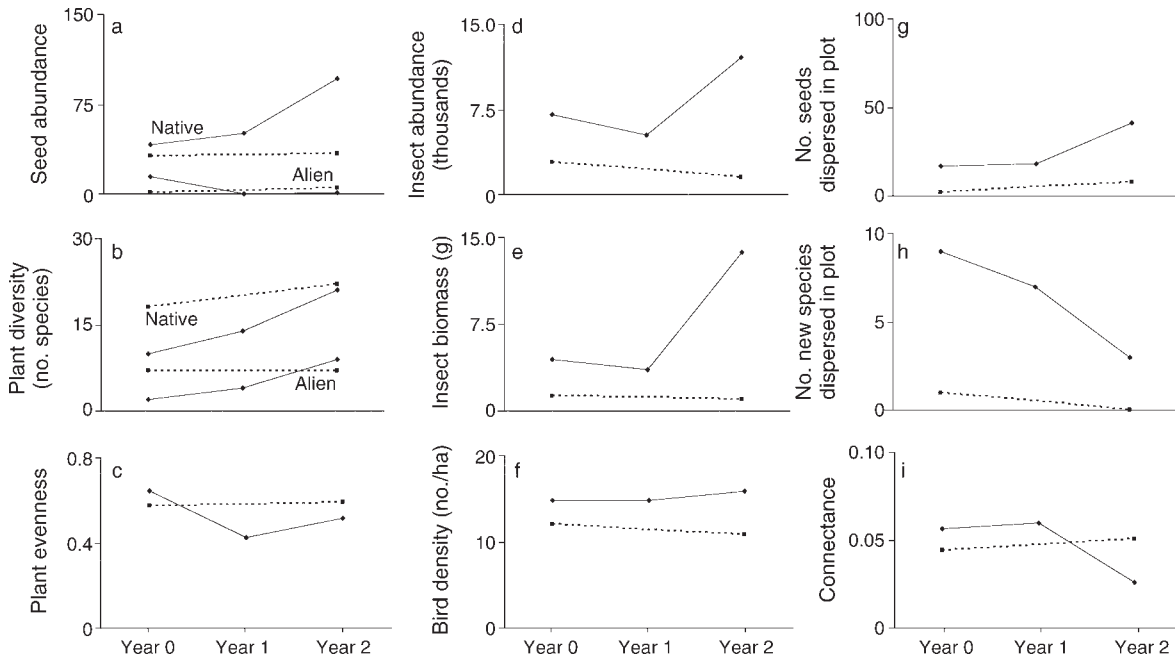 a
Seed abundance
150
75
0
Native
Alien
b
Plant diversity
(no. species)
30
15
0
Native
Alien
c
Plant evenness
0.8
0.4
0
Year 0 Year 1 Year 2
d
Insect abundance
(thousands)
15.0
7.5
0
e
Insect biomass (g)
15.0
7.5
0
f
Bird density (no./ha)
20
10
0
Year 0 Year 1 Year 2
g
No. seeds
dispersed in plot
100
50
0
h
No. new species
dispersed in plot
10
5
0
i
Connectance
0.10
0.05
0
Year 0 Year 1 Year 2